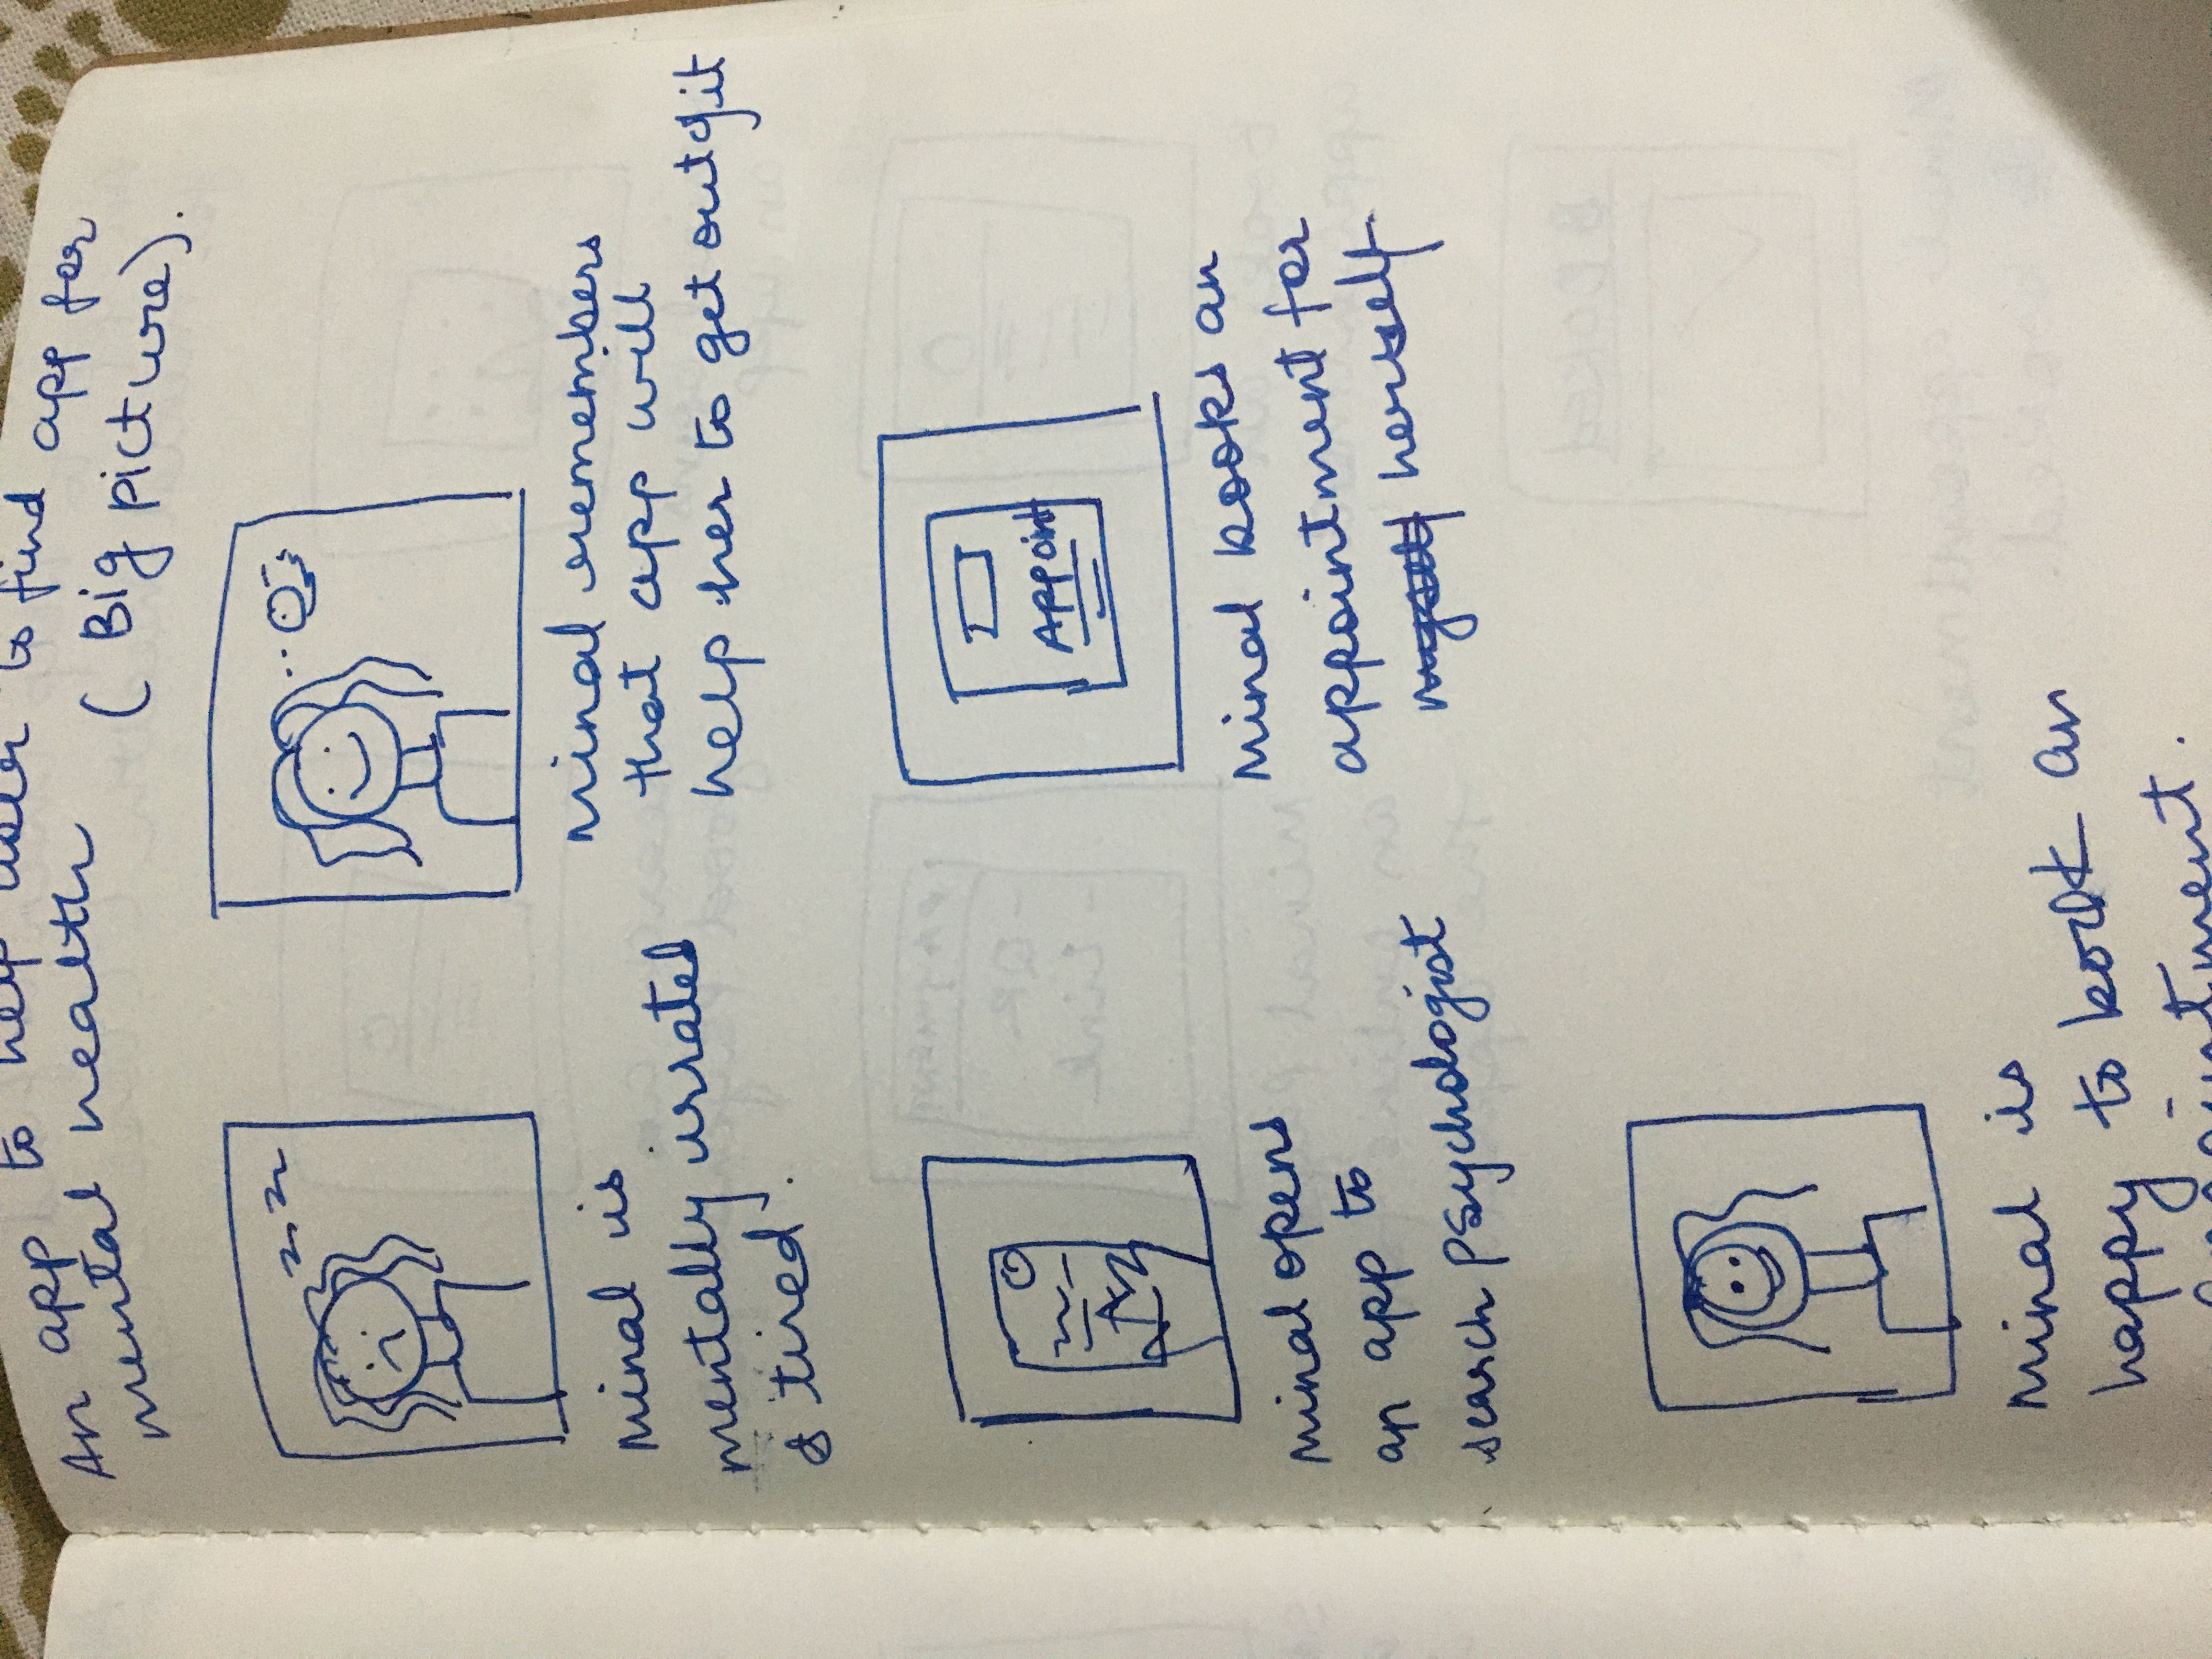 An app to help user to find app for
mental health (Big picture).
Minal is
mentally irrated
& tired.
Minal remembers
that app will
help her to get out of it
Appoint
Minal opens
an app to
search psychologist
Minal books an
appointment for
myself herself
Minal is
happy to book an
appointment.